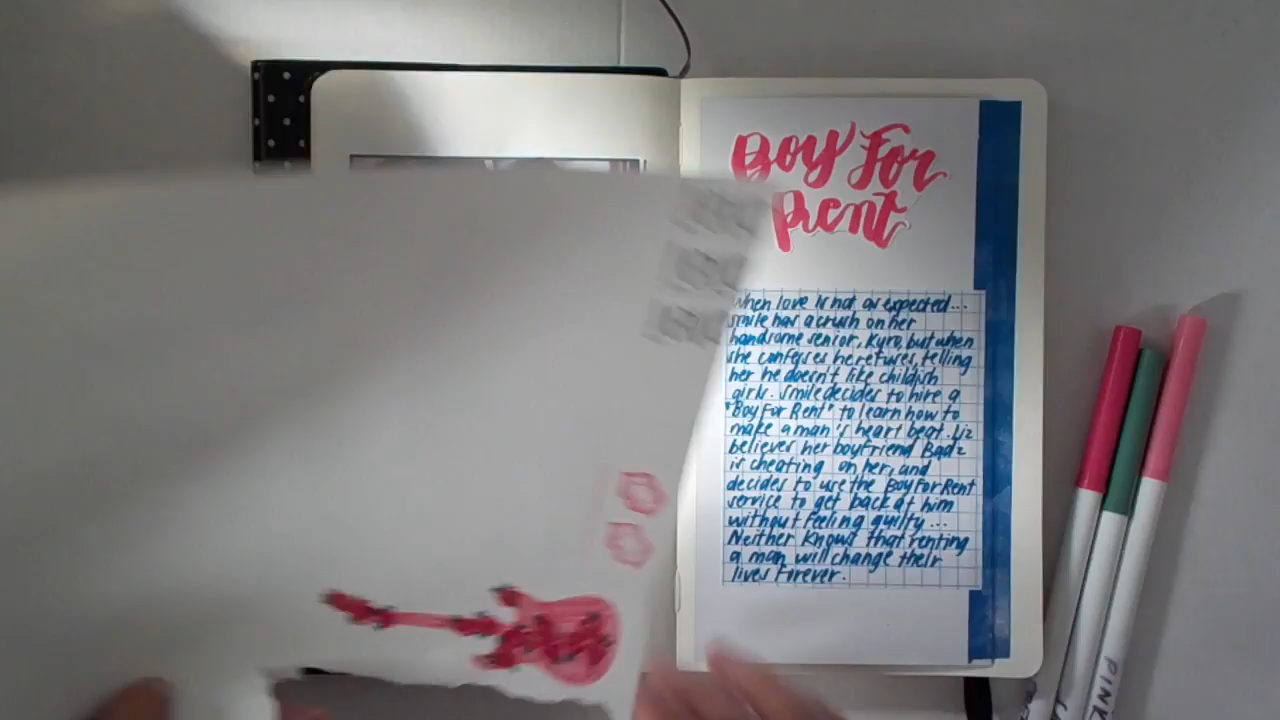 Boy For
Rent
When love is not as expected...
Smile has a crush on her
handsome senior, Kyro, but when
she confesses he refuses, telling
her he doesn't like childish
girls. Smile decides to hire a
"Boy For Rent" to learn how to
make a man's heart beat. Liz
believes her boyfriend Badz
is cheating on her, and
decides to use the Boy For Rent
service to get back at him
without feeling guilty...
Neither knows that renting
a man will change their
lives forever.
PINK